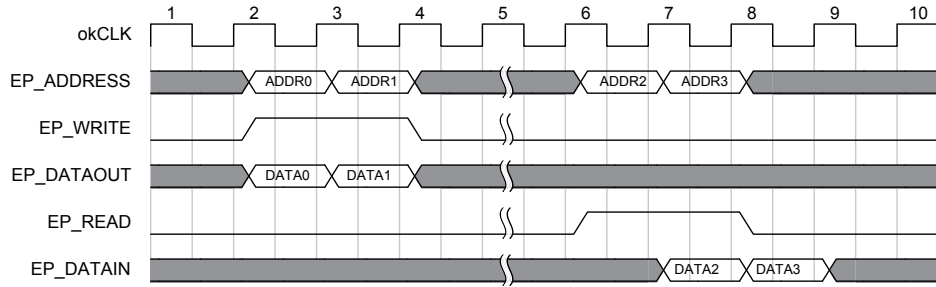 1 2 3 4 5 6 7 8 9 10
okCLK
EP_ADDRESS ADDR0 ADDR1 ADDR2 ADDR3
EP_WRITE
EP_DATAOUT DATA0 DATA1
EP_READ
EP_DATAIN DATA2 DATA3